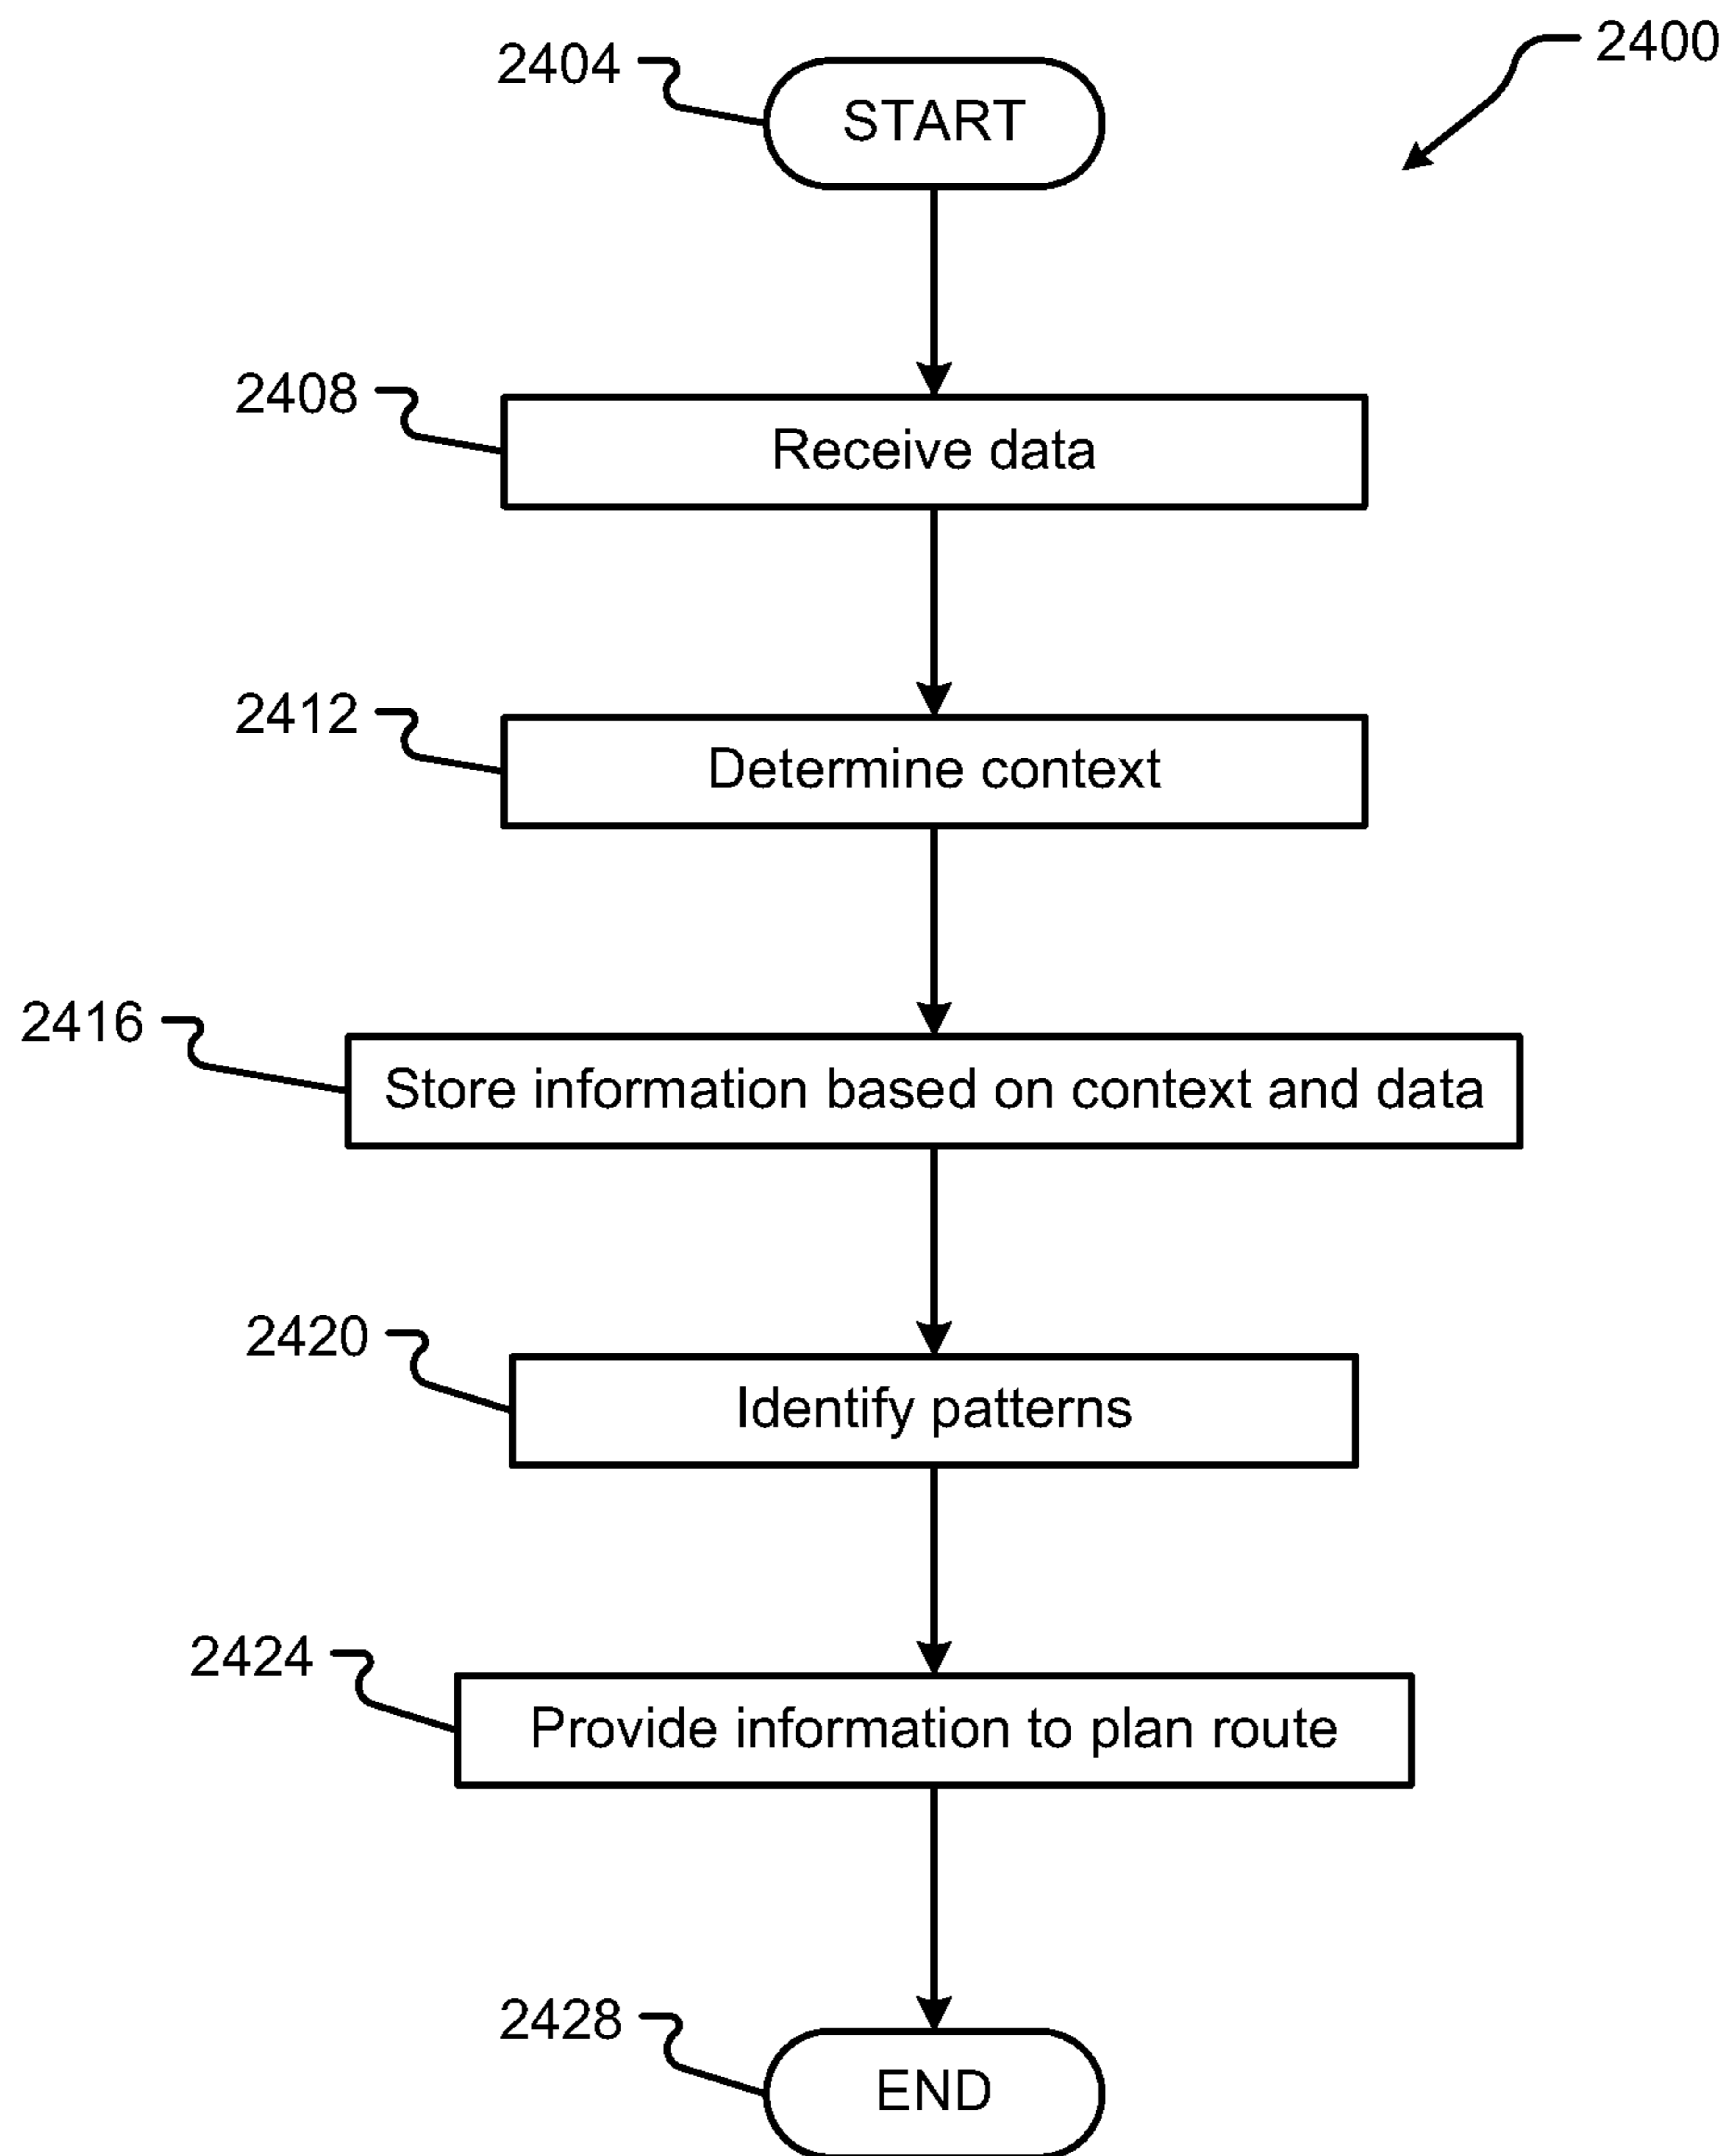 2400
2404
START
2408
Receive data
2412
Determine context
2416
Store information based on context and data
2420
Identify patterns
2424
Provide information to plan route
2428
END